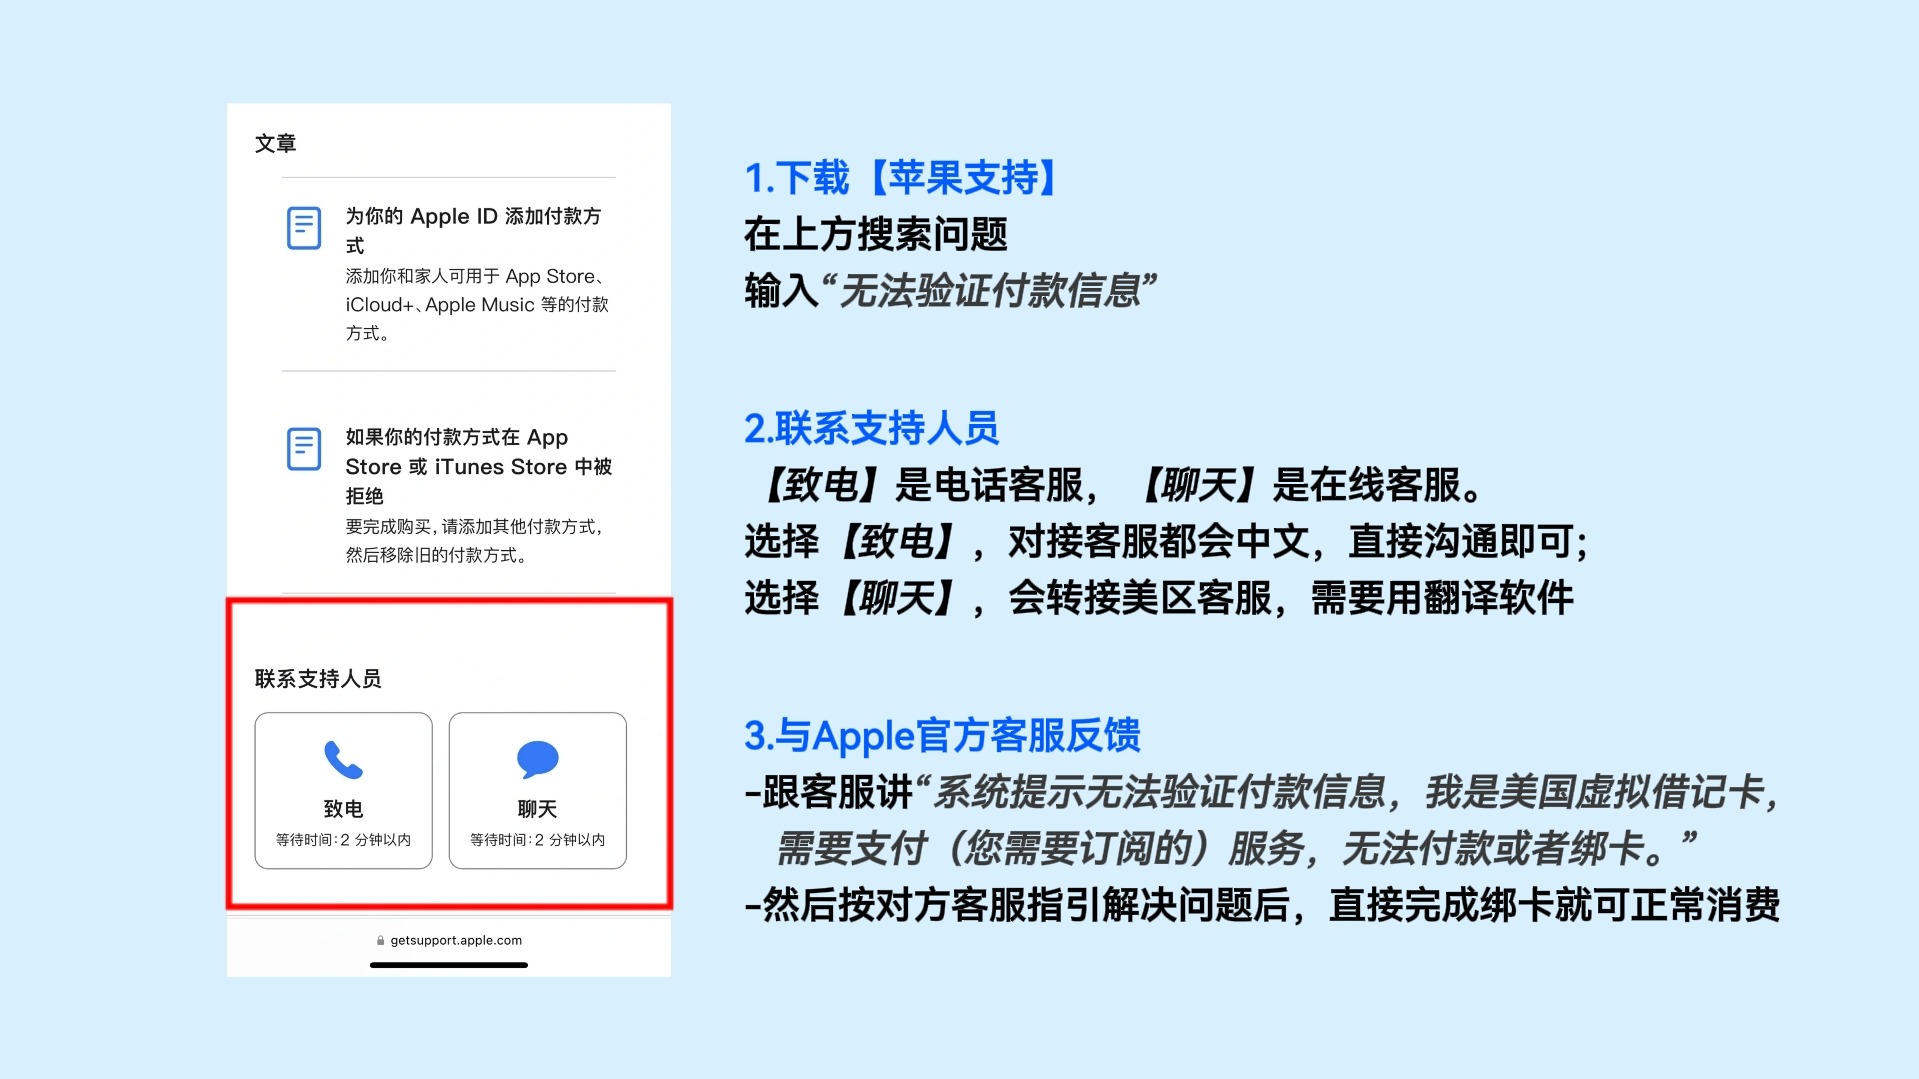 文章
为你的 Apple ID 添加付款方
式
添加你和家人可用于 App Store、
iCloud+、Apple Music 等的付款
方式。
如果你的付款方式在 App
Store 或 iTunes Store 中被
拒绝
要完成购买，请添加其他付款方式，
然后移除旧的付款方式。
联系支持人员
致电
等待时间：2 分钟以内
聊天
等待时间：2 分钟以内
getsupport.apple.com
1.下载【苹果支持】
在上方搜索问题
输入“无法验证付款信息”
2.联系支持人员
【致电】是电话客服，【聊天】是在线客服。
选择【致电】，对接客服都会中文，直接沟通即可；
选择【聊天】，会转接美区客服，需要用翻译软件
3.与Apple官方客服反馈
–跟客服讲“系统提示无法验证付款信息，我是美国虚拟借记卡，
需要支付（您需要订阅的）服务，无法付款或者绑卡。”
–然后按对方客服指引解决问题后，直接完成绑卡就可正常消费